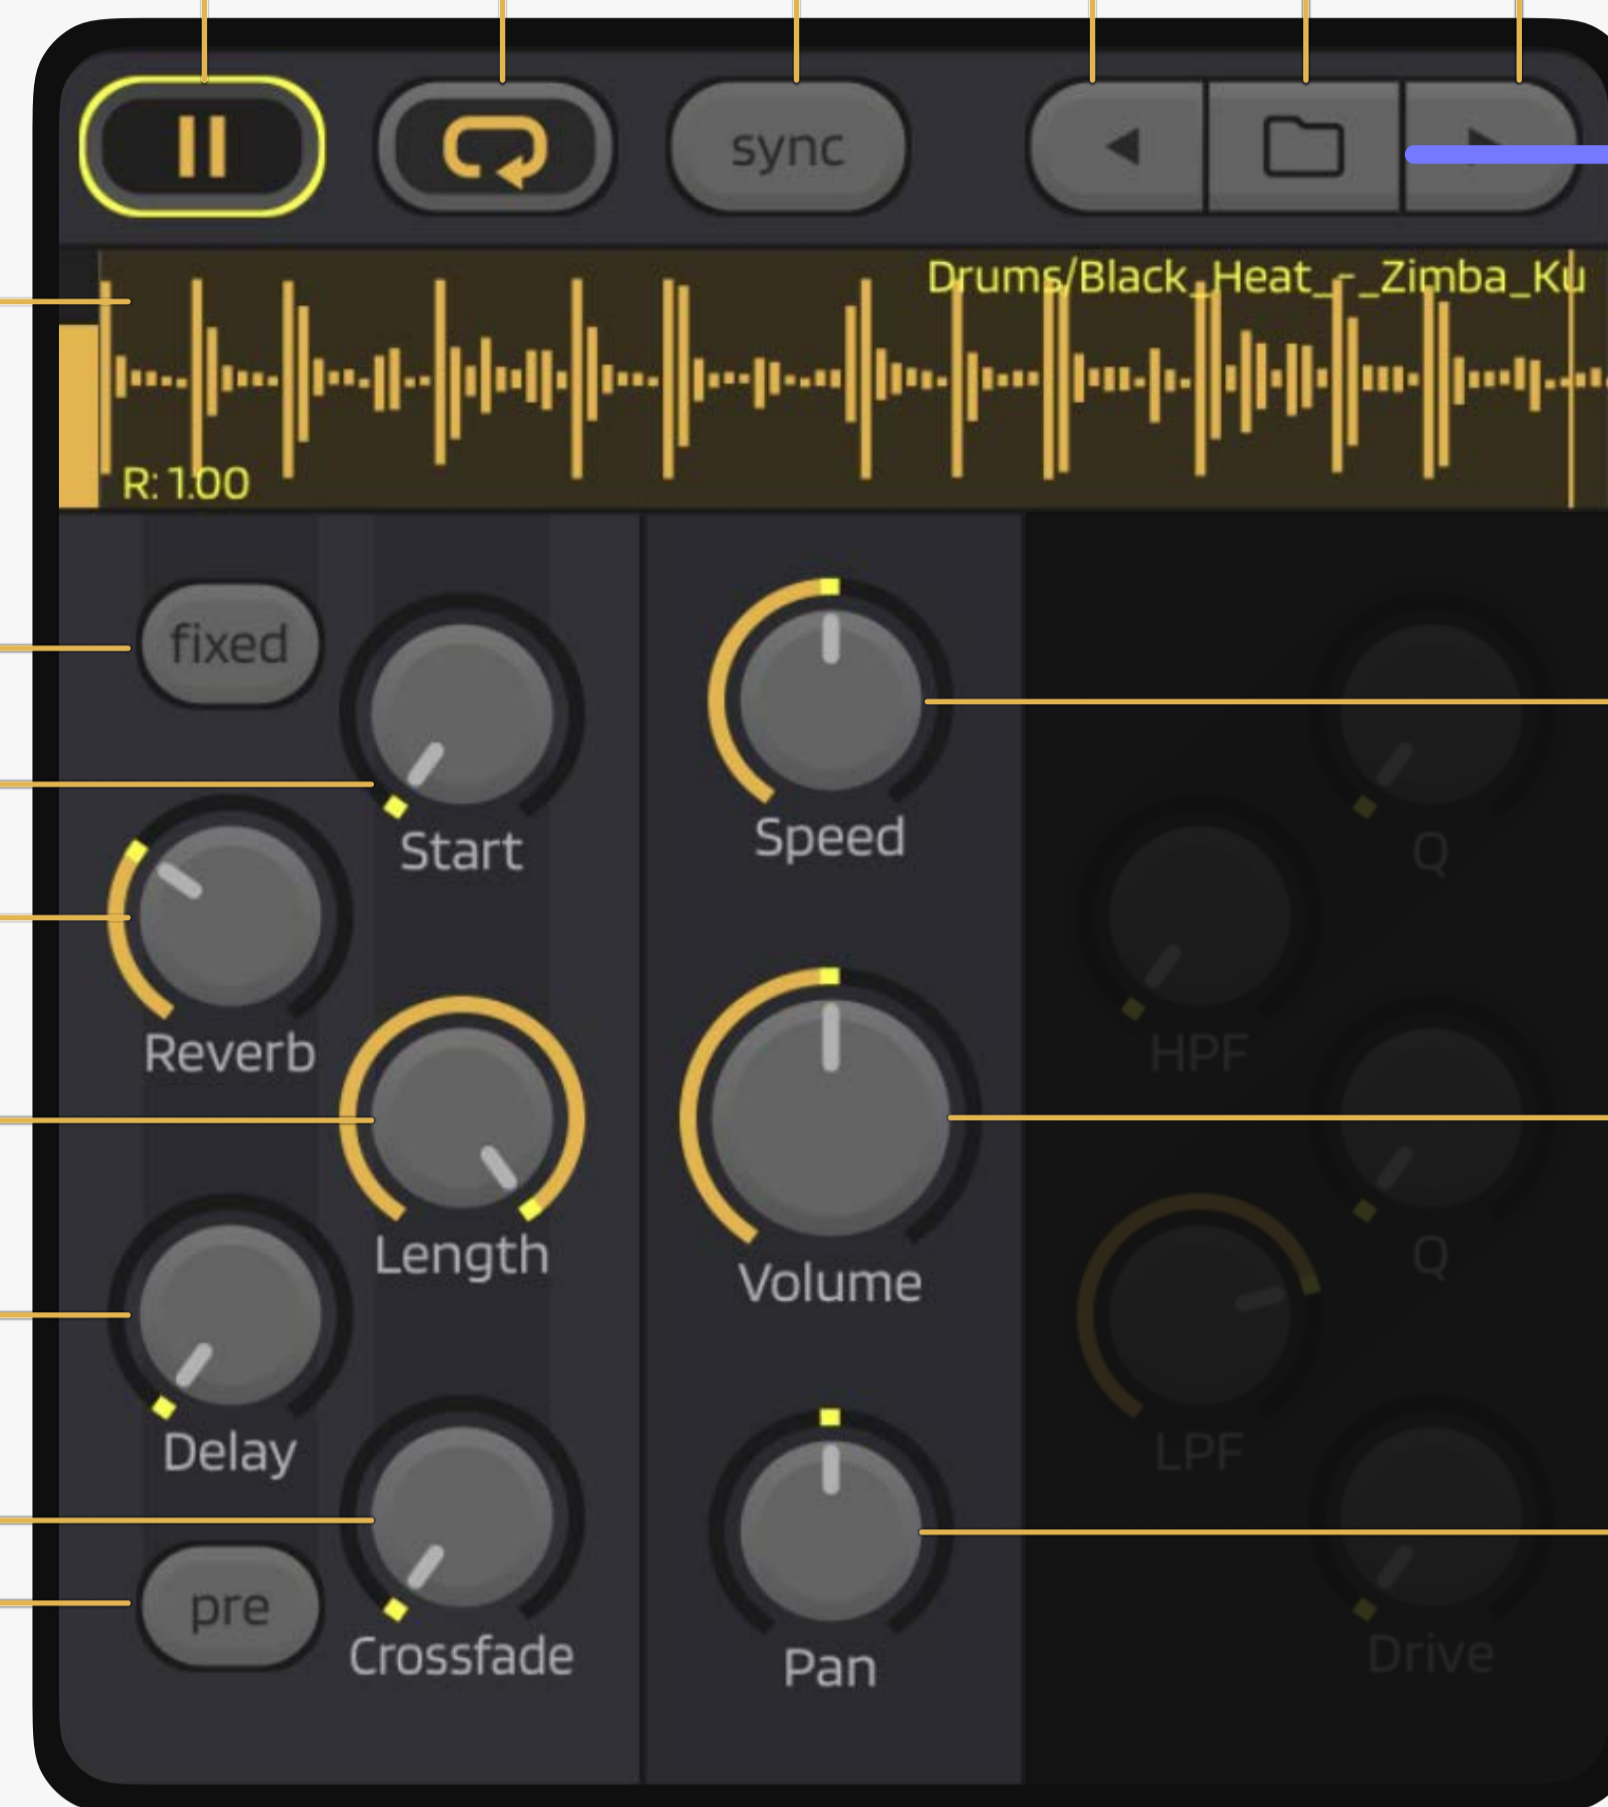 sync
Drums/Black_Heat_-_Zimba_Ku
R: 1.00
fixed
Start
Speed
Q
Reverb
HPF
Length
Volume
Q
Delay
LPF
pre
Crossfade
Pan
Drive